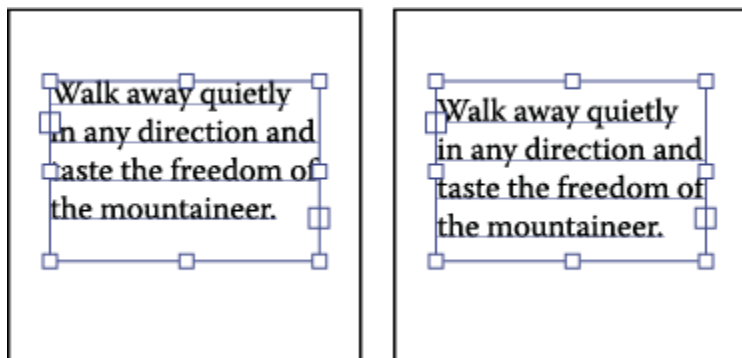 Walk away quietly
in any direction and
taste the freedom of
the mountaineer.
Walk away quietly
in any direction and
taste the freedom of
the mountaineer.